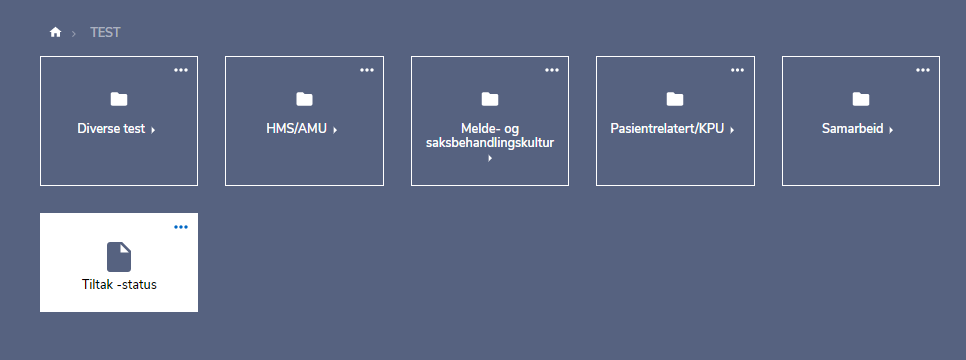 TEST
Diverse test
HMS/AMU
Melde- og
saksbehandlingskultur
Pasientrelatert/KPU
Samarbeid
Tiltak -status